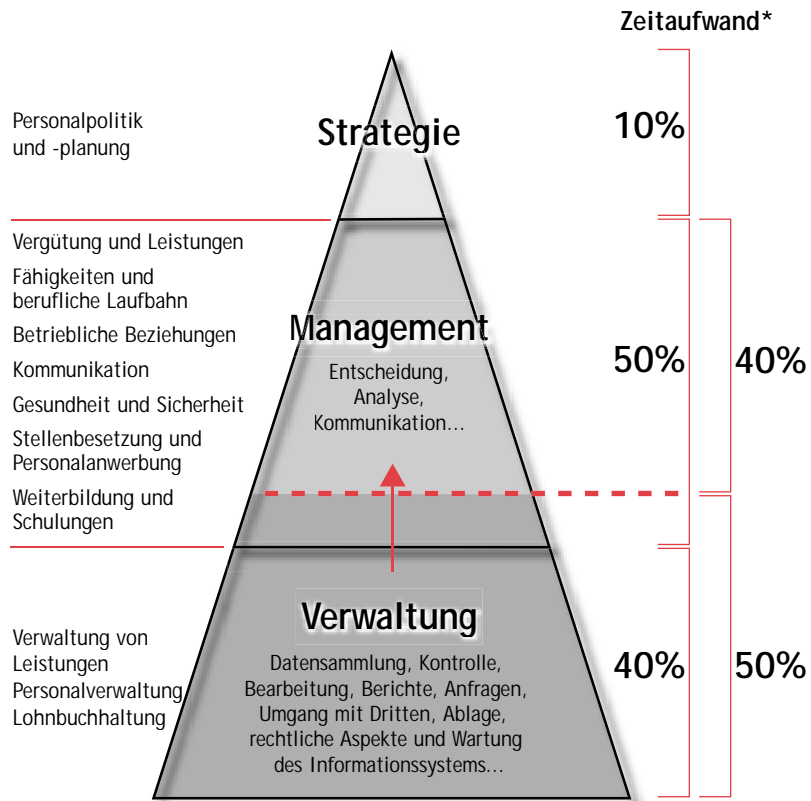 Zeitaufwand*
Personalpolitik
und -planung
Strategie
10%
Vergütung und Leistungen
Fähigkeiten und
berufliche Laufbahn
Betriebliche Beziehungen
Kommunikation
Gesundheit und Sicherheit
Stellenbesetzung und
Personalanwerbung
Weiterbildung und
Schulungen
Management
Entscheidung,
Analyse,
Kommunikation...
50%
40%
Verwaltung von
Leistungen
Personalverwaltung
Lohnbuchhaltung
Verwaltung
Datensammlung, Kontrolle,
Bearbeitung, Berichte, Anfragen,
Umgang mit Dritten, Ablage,
rechtliche Aspekte und Wartung
des Informationssystems...
40%
50%